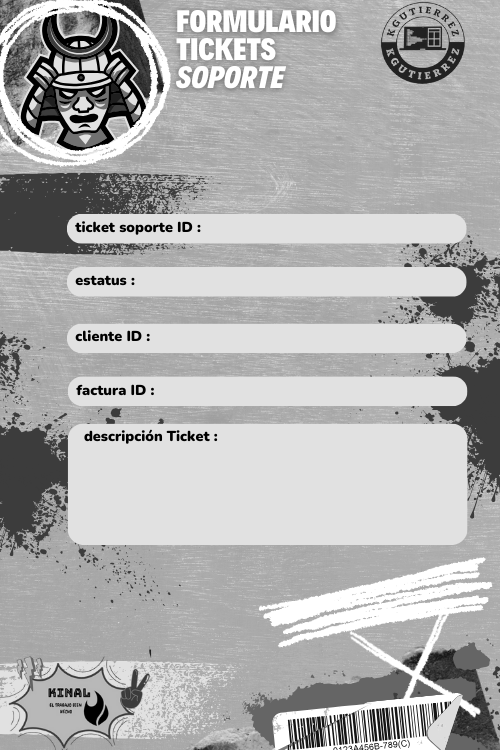 FORMULARIO
TICKETS
SOPORTE
KGUTIERREZ
KGUTIERREZ
ticket soporte ID :
estatus :
cliente ID :
factura ID :
descripción Ticket :
KINAL
EL TRABAJO BIEN
HECHO
0123A456B-789(C)